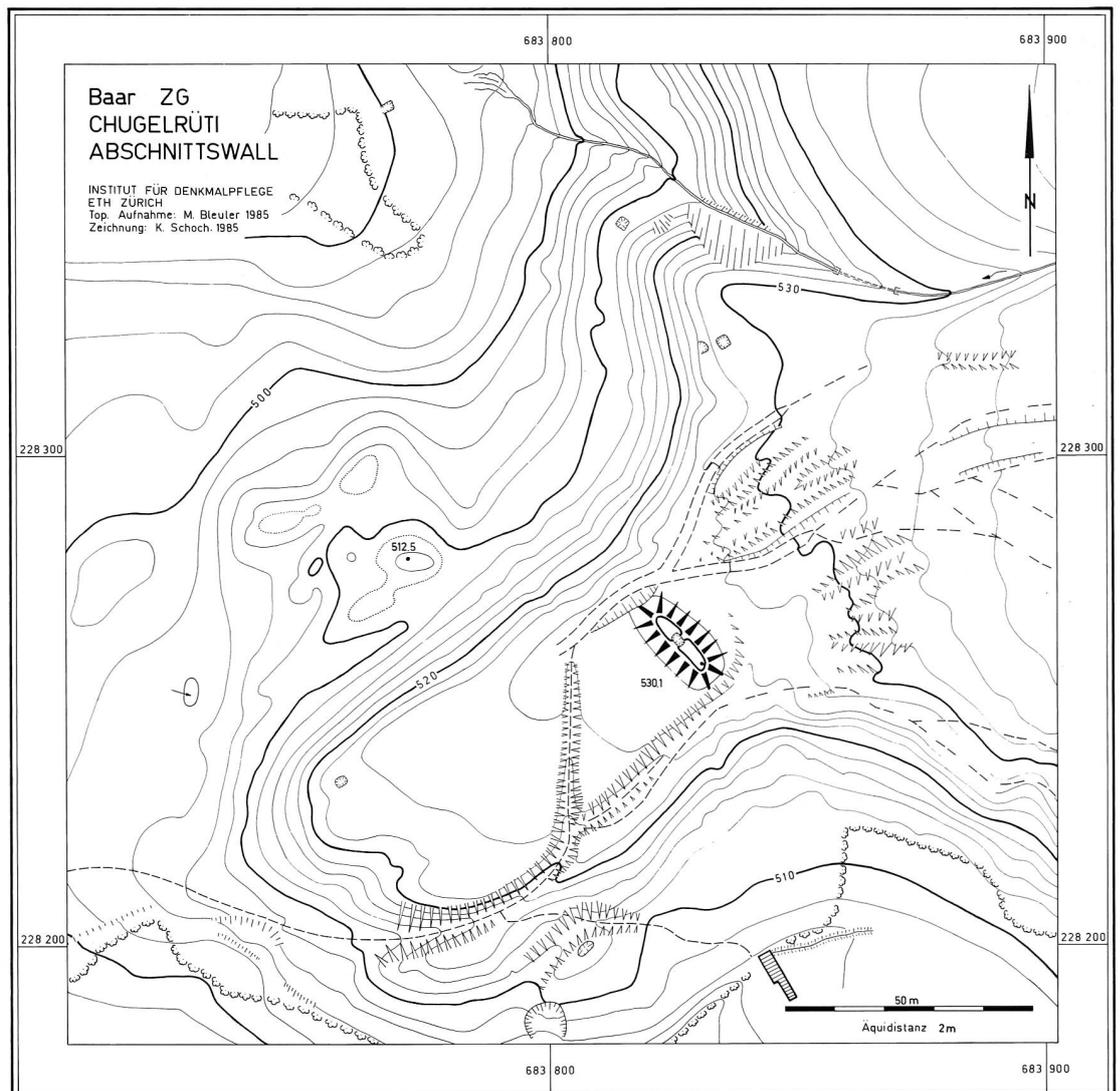 683 800
683 900
Baar ZG
CHUGELRÜTI
ABSCHNITTSWALL
INSTITUT FÜR DENKMALPFLEGE
ETH ZÜRICH
Top. Aufnahme: M. Bleuler 1985
Zeichnung: K. Schoch. 1985
N
530
500
228 300
228 300
512.5
520
530.1
510
228 200
228 200
50 m
Äquidistanz 2m
683 800
683 900